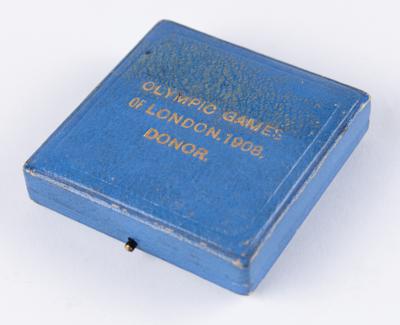 OLYMPIC GAMES
OF LONDON, 1908,
DONOR.